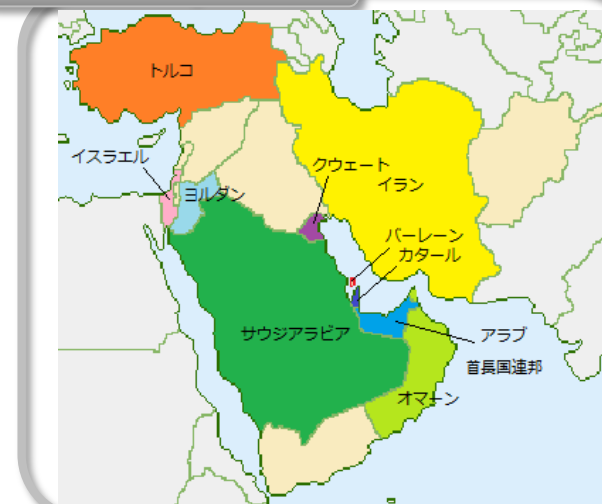 トルコ
イスラエル
ヨルダン
クウェート
イラン
バーレーン
カタール
サウジアラビア
アラブ
首長国連邦
オマーン